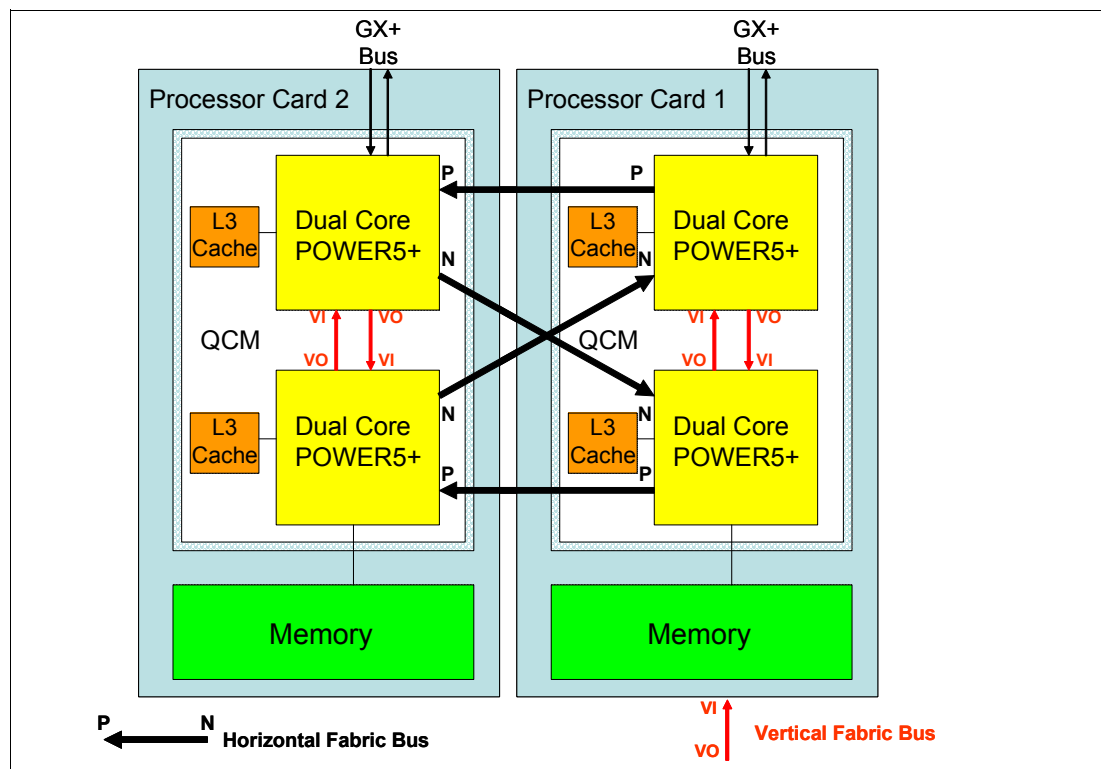 GX+
Bus
GX+
Bus
Processor Card 2
Processor Card 1
P
P
L3
Cache
Dual Core
POWER5+
L3
Cache
Dual Core
POWER5+
N
N
VI
VO
VI
VO
QCM
QCM
VO
VI
VO
VI
N
N
L3
Cache
Dual Core
POWER5+
L3
Cache
Dual Core
POWER5+
P
P
Memory
Memory
P
N
Horizontal Fabric Bus
VI
VO
Vertical Fabric Bus